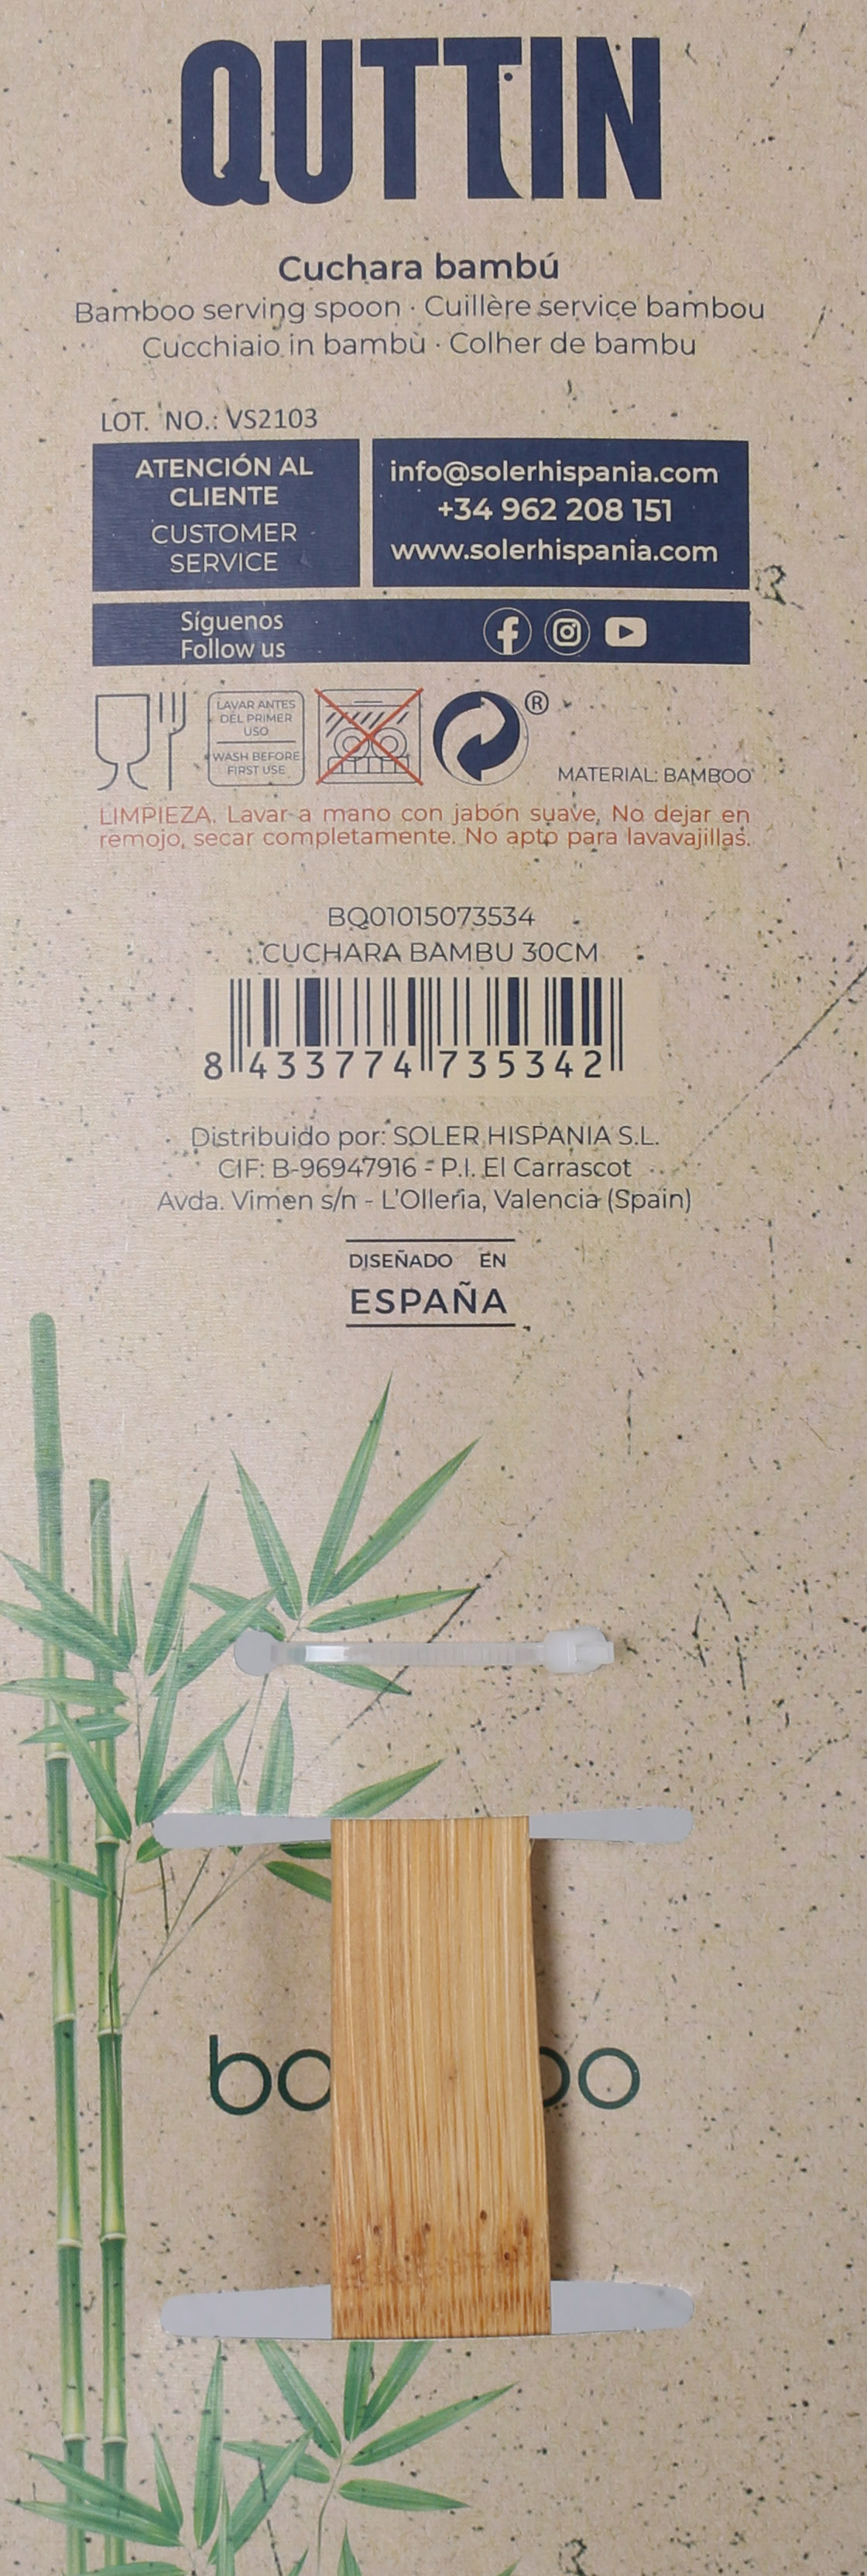 QUTTIN
Cuchara bambú
Bamboo serving spoon · Cuillère service bambou
Cucchiaio in bambù · Colher de bambu
LOT. NO.: VS2103
ATENCIÓN AL
CLIENTE
CUSTOMER
SERVICE
info@solerhispania.com
+34 962 208 151
www.solerhispania.com
Síguenos
Follow us
LAVAR ANTES
DEL PRIMER
USO
WASH BEFORE
FIRST USE
®
MATERIAL: BAMBOO
LIMPIEZA. Lavar a mano con jabón suave, No dejar en
remojo, secar completamente. No apto para lavavajillas.
BQ01015073534
CUCHARA BAMBU 30CM
8 433774 735342
Distribuido por: SOLER HISPANIA S.L.
CIF: B-96947916 - P.I. El Carrascot
Avda. Vimen s/n - L'Olleria, Valencia (Spain)
DISEÑADO EN
ESPAÑA